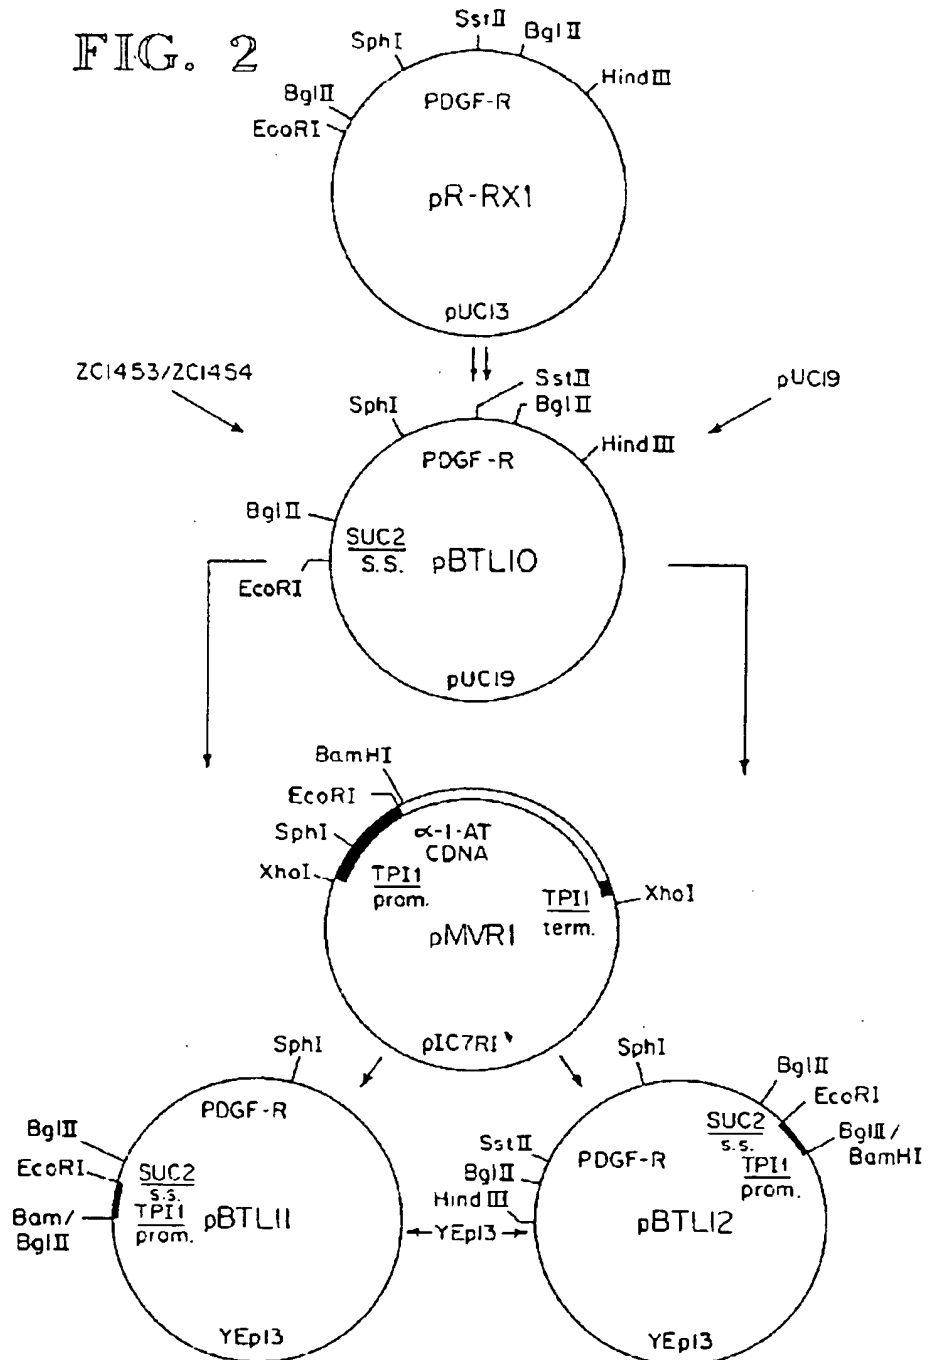 FIG. 2
SstII
BglII
SphI
HindIII
BglII
PDGF-R
EcoRI
pR-RX1
pUC13
ZC1453/ZC1454
pUC19
SstII
SphI
BglII
HindIII
PDGF-R
BglII
SUC2
S.S.
pBTL10
EcoRI
pUC19
BamHI
EcoRI
SphI
α-1-AT
CDNA
XhoI
TPI1
prom.
TPI1
term.
XhoI
pMVR1
pIC7RI
SphI
PDGF-R
BglII
EcoRI
SUC2
s.s.
TPI1
prom.
Bam/
BglII
pBTL11
YEp13
YEp13
SphI
BglII
EcoRI
SUC2
s.s.
BglII/
BamHI
SstII
PDGF-R
TPI1
prom.
BglII
HindIII
pBTL12
YEp13